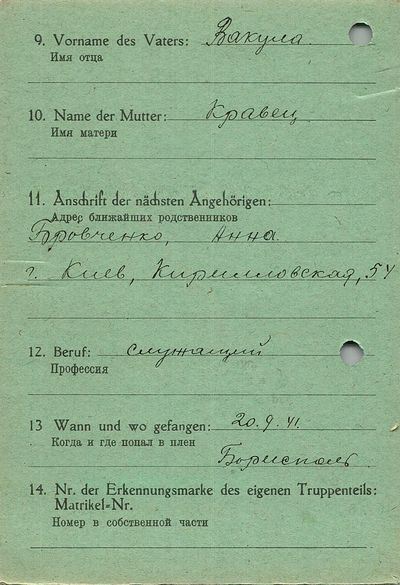 9. Vorname des Vaters: Вакула
Имя отца
10. Name der Mutter: Кравец
Имя матери
11. Anschrift der nächsten Angehörigen:
Адрес ближайших родственников
Бровченко, Анна
г. Киев, Кирилловская, 54
12. Beruf: служащий
Профессия
13 Wann und wo gefangen: 20.9.41.
Когда и где попал в плен
Борисполь
14. Nr. der Erkennungsmarke des eigenen Truppenteils:
Matrikel=Nr.
Номер в собственной части